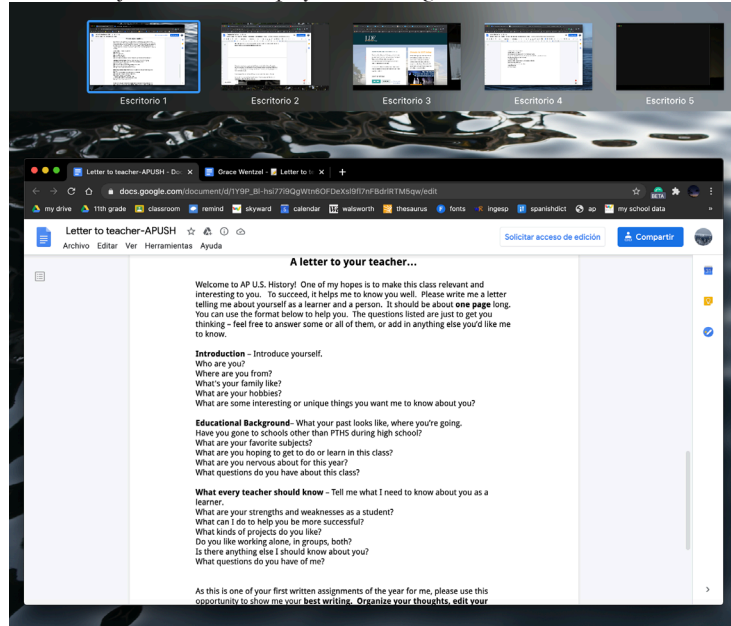 Escritorio 1
Escritorio 2
Escritorio 3
Escritorio 4
Escritorio 5
Letter to teacher-APUSH - Doc
Grace Wentzel - Letter to te
docs.google.com/document/d/1Y9P_Bl-hsi77i9QgWtn6OFDeXsl9fl7nFBdrlRTM5qw/edit
BETA
my drive
11th grade
classroom
remind
skyward
calendar
walsworth
thesaurus
fonts
ingesp
spanishdict
ap
my school data
»
Letter to teacher-APUSH
Archivo Editar Ver Herramientas Ayuda
Solicitar acceso de edición
Compartir
A letter to your teacher...
Welcome to AP U.S. History! One of my hopes is to make this class relevant and
interesting to you. To succeed, it helps me to know you well. Please write me a letter
telling me about yourself as a learner and a person. It should be about one page long.
You can use the format below to help you. The questions listed are just to get you
thinking – feel free to answer some or all of them, or add in anything else you'd like me
to know.
Introduction – Introduce yourself.
Who are you?
Where are you from?
What's your family like?
What are your hobbies?
What are some interesting or unique things you want me to know about you?
Educational Background– What your past looks like, where you're going.
Have you gone to schools other than PTHS during high school?
What are your favorite subjects?
What are you hoping to get to do or learn in this class?
What are you nervous about for this year?
What questions do you have about this class?
What every teacher should know – Tell me what I need to know about you as a
learner.
What are your strengths and weaknesses as a student?
What can I do to help you be more successful?
What kinds of projects do you like?
Do you like working alone, in groups, both?
Is there anything else I should know about you?
What questions do you have of me?
As this is one of your first written assignments of the year for me, please use this
opportunity to show me your best writing. Organize your thoughts, edit your